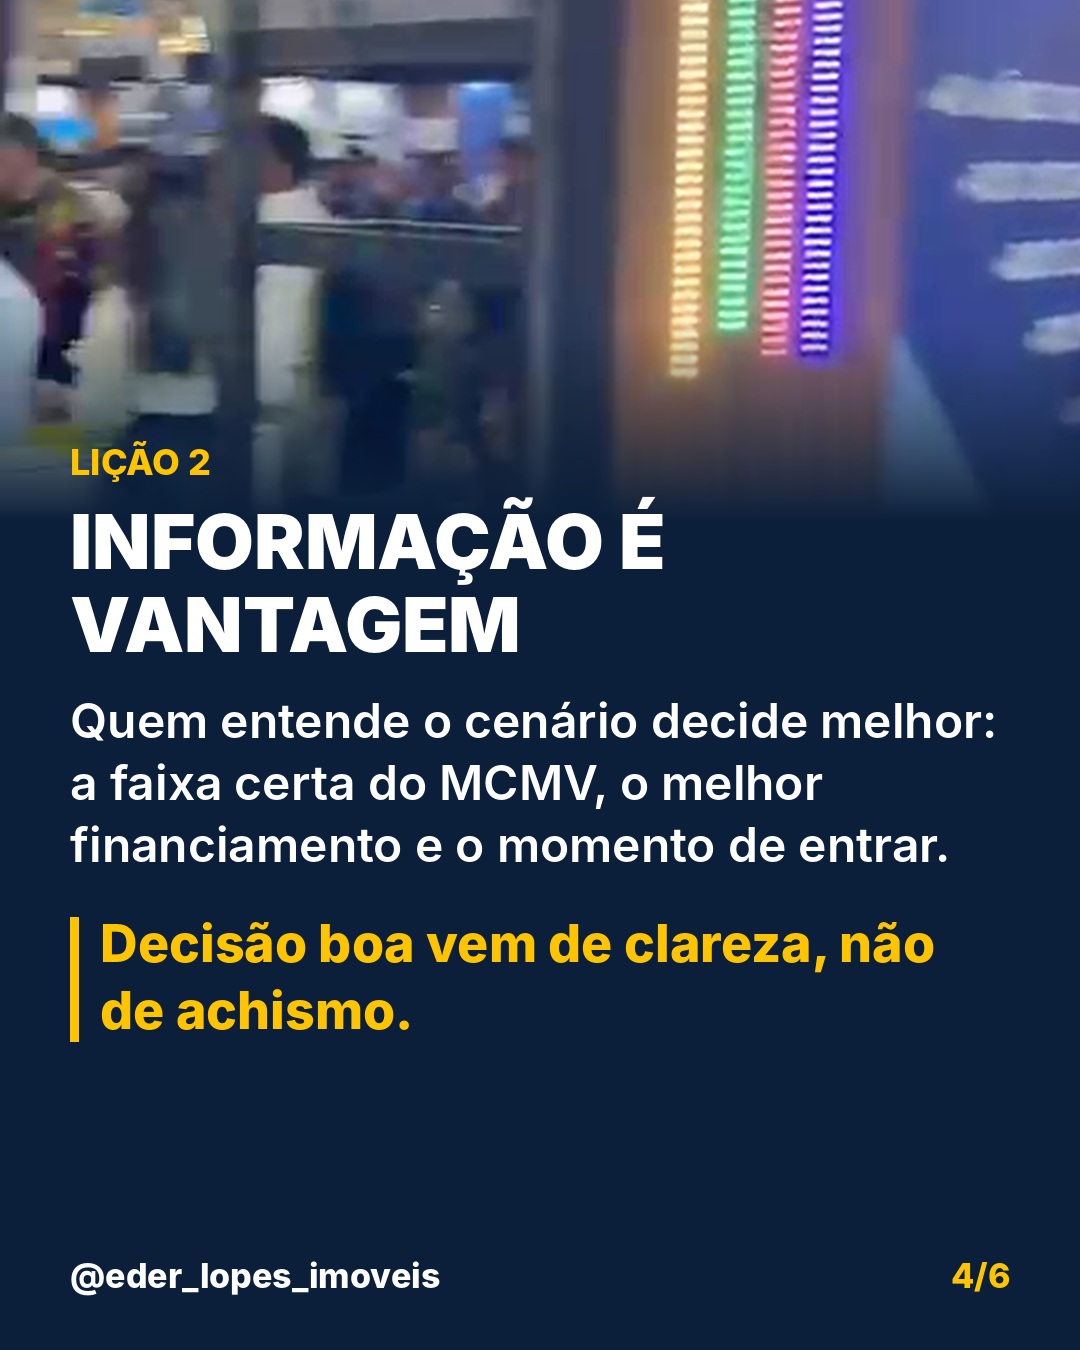 LIÇÃO 2
INFORMAÇÃO É
VANTAGEM
Quem entende o cenário decide melhor:
a faixa certa do MCMV, o melhor
financiamento e o momento de entrar.
Decisão boa vem de clareza, não
de achismo.
@eder_lopes_imoveis
4/6